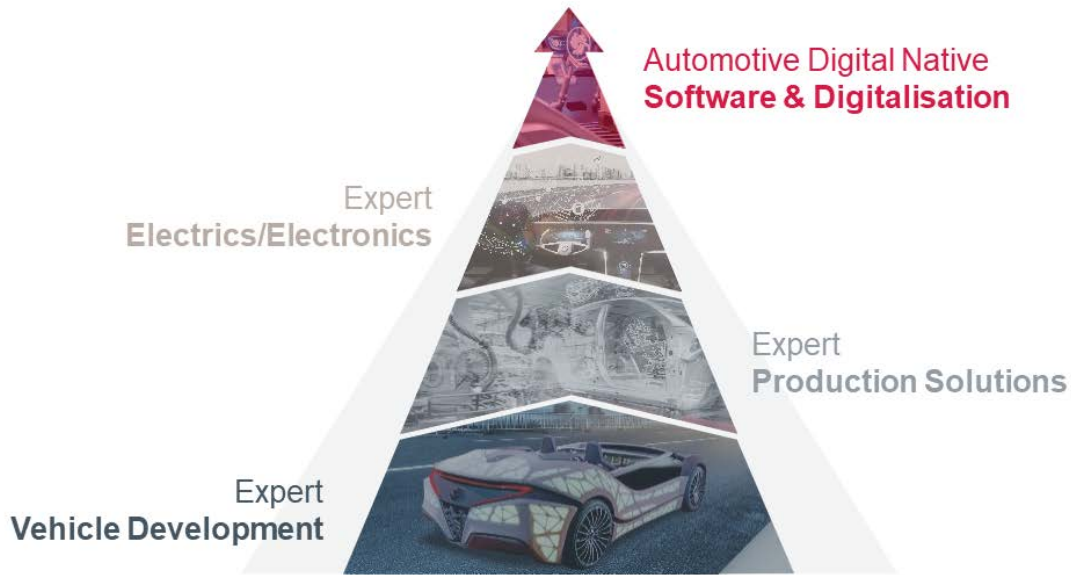 Automotive Digital Native
Software & Digitalisation
Expert
Electrics/Electronics
Expert
Production Solutions
Expert
Vehicle Development